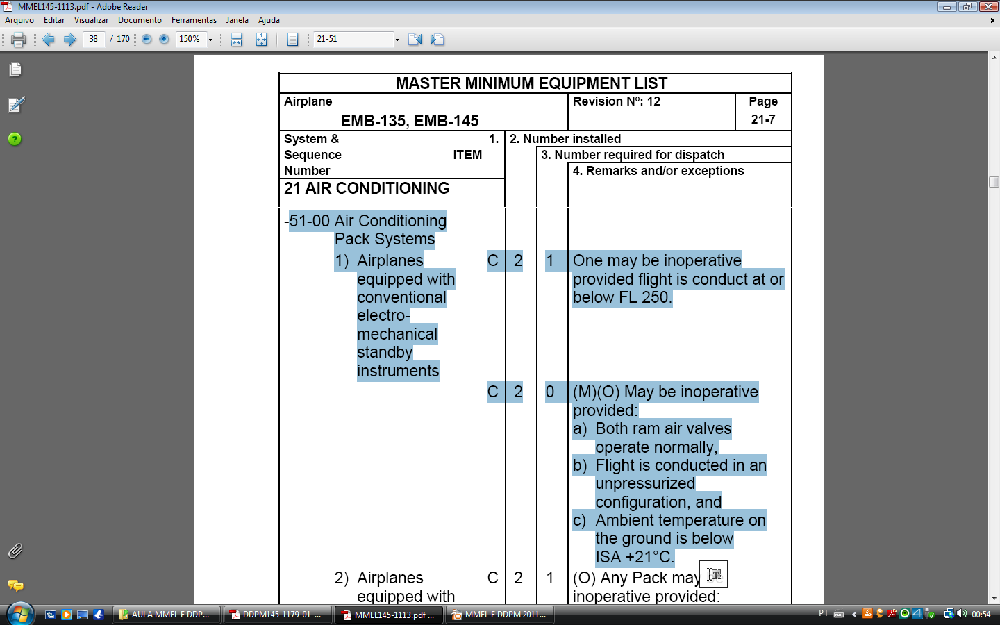 MMEL145-1113.pdf - Adobe Reader
Arquivo Editar Visualizar Documento Ferramentas Janela Ajuda
38 / 170 150% 21-51
MASTER MINIMUM EQUIPMENT LIST
Airplane
EMB-135, EMB-145
Revision Nº: 12
Page
21-7
System & 1.
Sequence ITEM
Number
2. Number installed
3. Number required for dispatch
4. Remarks and/or exceptions
21 AIR CONDITIONING
-51-00 Air Conditioning
Pack Systems
1) Airplanes C 2 1 One may be inoperative
equipped with provided flight is conduct at or
conventional below FL 250.
electro-
mechanical
standby
instruments
C 2 0 (M)(O) May be inoperative
provided:
a) Both ram air valves
operate normally,
b) Flight is conducted in an
unpressurized
configuration, and
c) Ambient temperature on
the ground is below
ISA +21°C.
2) Airplanes C 2 1 (O) Any Pack may
equipped with inoperative provided:
AULA MMEL E DDP... DDPM145-1179-01-... MMEL145-1113.pdf ... MMEL E DDPM 2011... PT 00:54